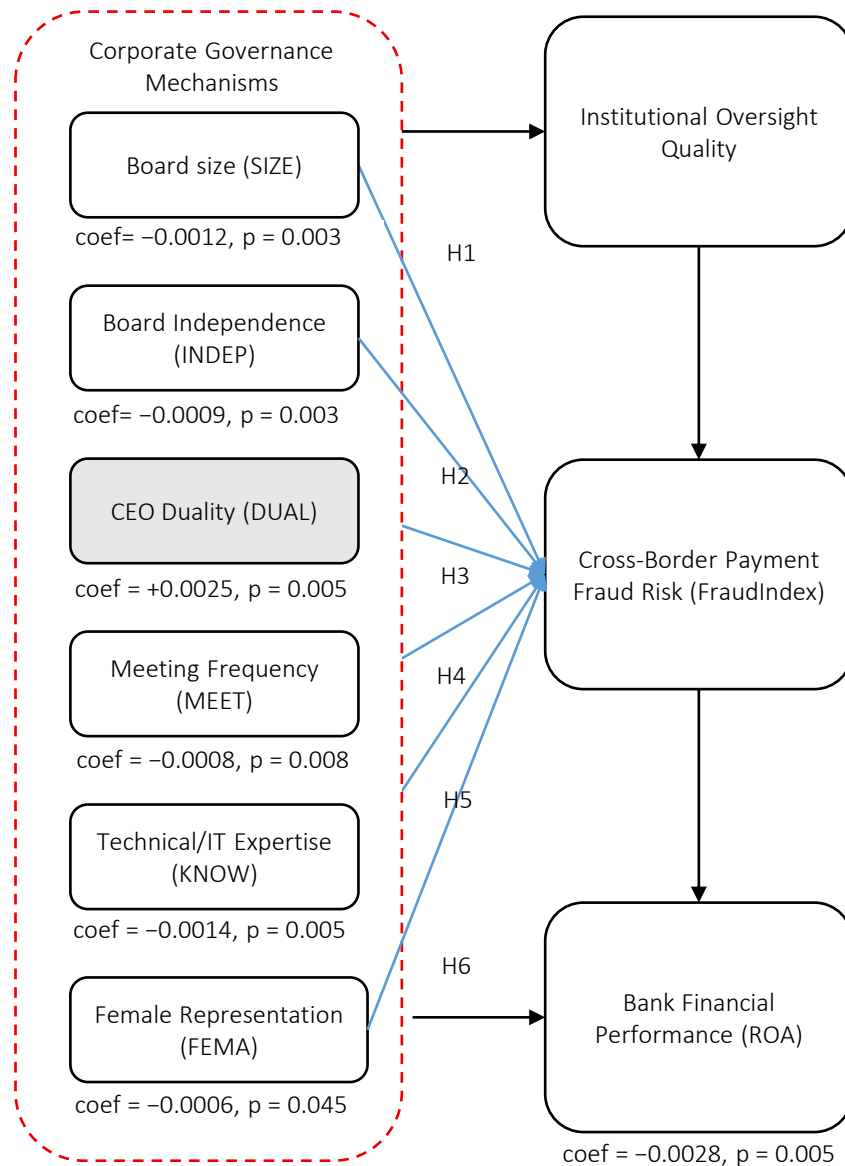 Corporate Governance
Mechanisms
Board size (SIZE)
coef= −0.0012, p = 0.003
Board Independence
(INDEP)
coef= −0.0009, p = 0.003
CEO Duality (DUAL)
coef = +0.0025, p = 0.005
Meeting Frequency
(MEET)
coef = −0.0008, p = 0.008
Technical/IT Expertise
(KNOW)
coef = −0.0014, p = 0.005
Female Representation
(FEMA)
coef = −0.0006, p = 0.045
H1
H2
H3
H4
H5
H6
Institutional Oversight
Quality
Cross-Border Payment
Fraud Risk (FraudIndex)
Bank Financial
Performance (ROA)
coef = −0.0028, p = 0.005